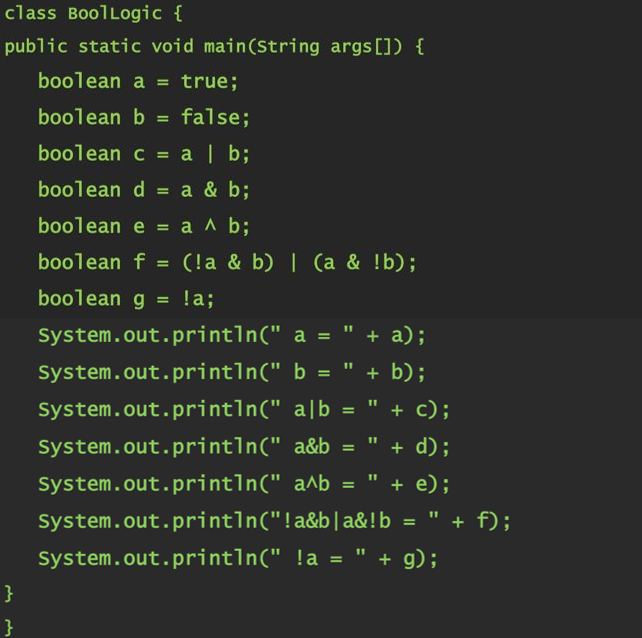 class BoolLogic {
public static void main(String args[]) {
boolean a = true;
boolean b = false;
boolean c = a | b;
boolean d = a & b;
boolean e = a ^ b;
boolean f = (!a & b) | (a & !b);
boolean g = !a;
System.out.println(" a = " + a);
System.out.println(" b = " + b);
System.out.println(" a|b = " + c);
System.out.println(" a&b = " + d);
System.out.println(" a^b = " + e);
System.out.println("!a&b|a&!b = " + f);
System.out.println(" !a = " + g);
}
}